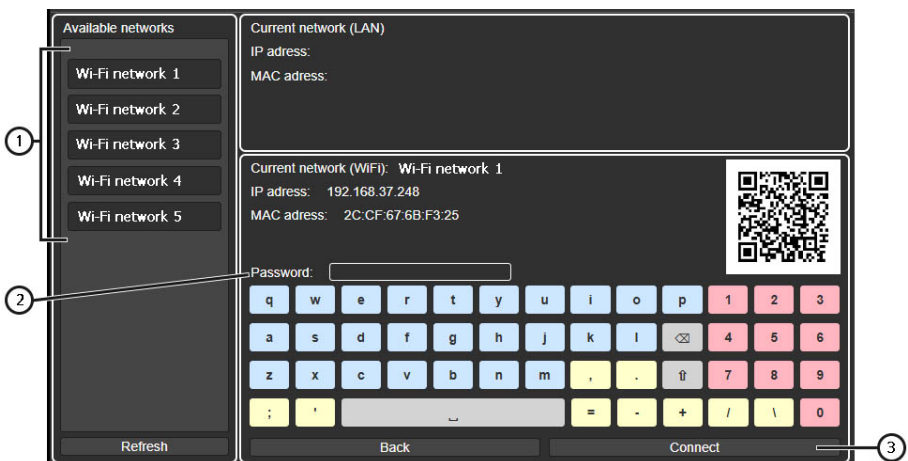 Available networks
Wi-Fi network 1
Wi-Fi network 2
Wi-Fi network 3
Wi-Fi network 4
Wi-Fi network 5
Refresh
1
2
Current network (LAN)
IP adress:
MAC adress:
Current network (WiFi): Wi-Fi network 1
IP adress: 192.168.37.248
MAC adress: 2C:CF:67:6B:F3:25
Password:
q w e r t y u i o p 1 2 3
a s d f g h j k l ⌫ 4 5 6
z x c v b n m , . ⇧ 7 8 9
; ' ⎵ = - + / \ 0
Back Connect
3